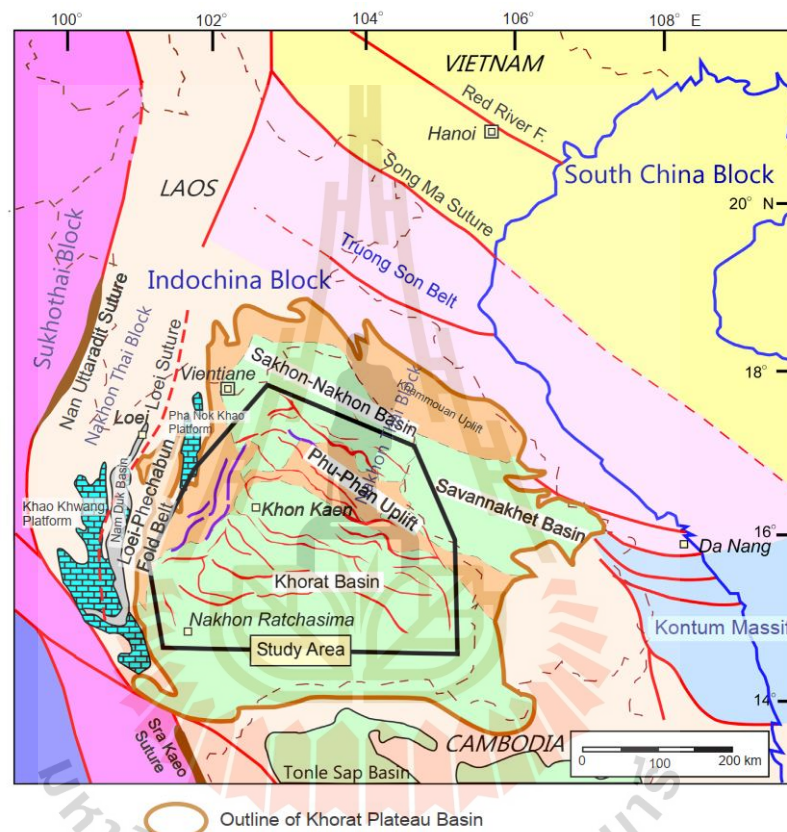 100°
102°
104°
106°
108° E
VIETNAM
Red River F.
Hanoi
South China Block
Song Ma Suture
LAOS
20° N
Truong Son Belt
Indochina Block
Sukhothai Block
Nan Uttaradit Suture
Nakhon Thai Block
Loei Suture
18°
Vientiane
Sakhon-Nakhon Basin
Khammouan Uplift
Nakhon Thai Block
Loei
Pha Nok Khao
Platform
Phu-Phan Uplift
Savannakhet Basin
Khao Khwang
Platform
Nam Duk Basin
Loei-Phechabun
Fold Belt
Khon Kaen
16°
Da Nang
Khorat Basin
Nakhon Ratchasima
Kontum Massif
Study Area
14°
Sra Kaeo
Suture
CAMBODIA
Tonle Sap Basin
0 100 200 km
Outline of Khorat Plateau Basin